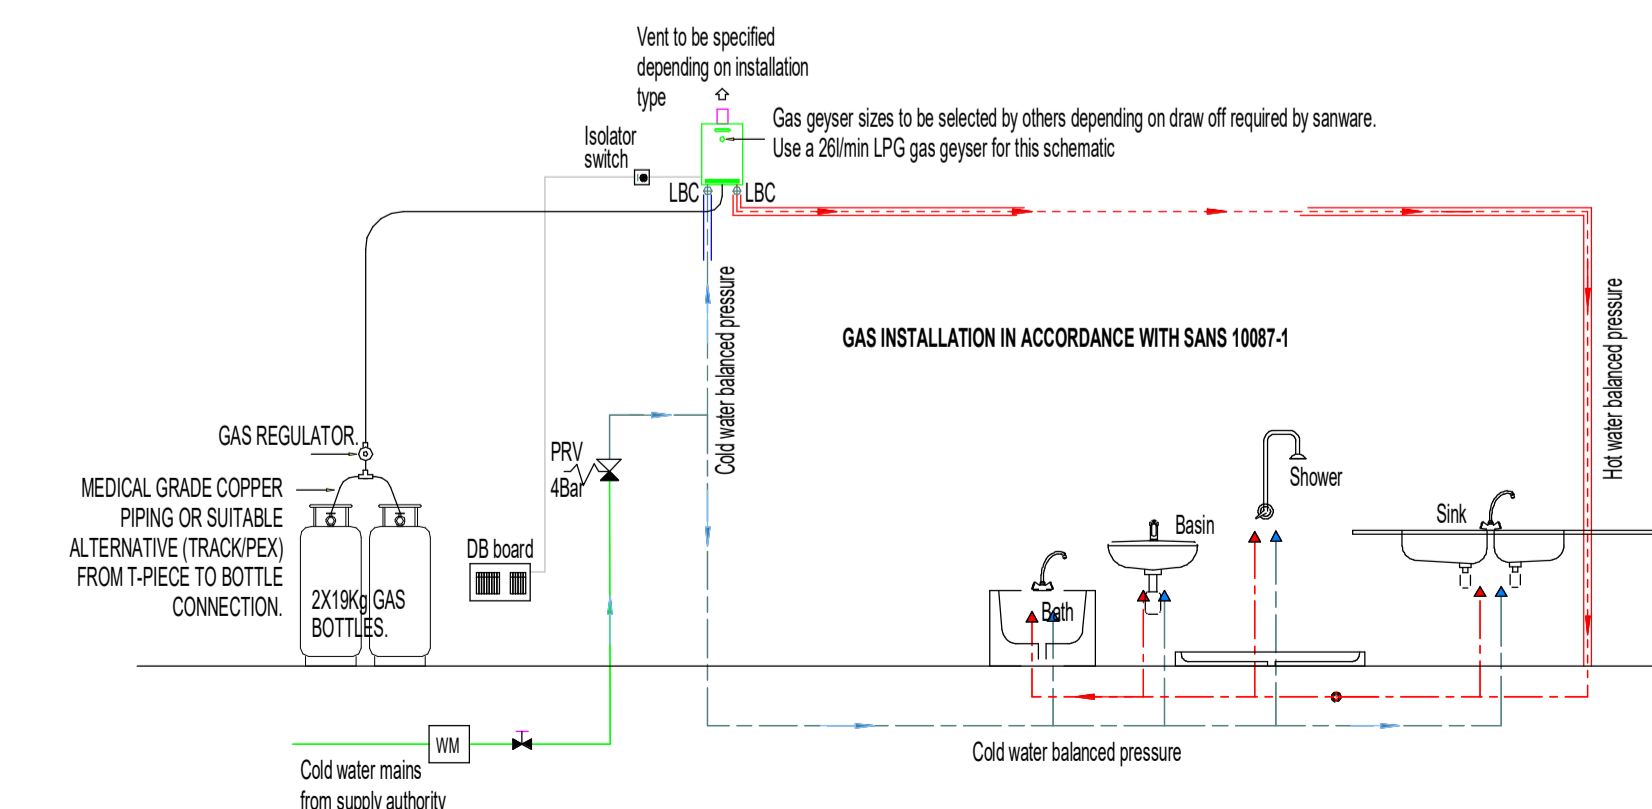 Vent to be specified
depending on installation
type
Gas geyser sizes to be selected by others depending on draw off required by sanware.
Use a 26l/min LPG gas geyser for this schematic
Isolator
switch
LBC
LBC
Cold water balanced pressure
Hot water balanced pressure
GAS INSTALLATION IN ACCORDANCE WITH SANS 10087-1
GAS REGULATOR.
MEDICAL GRADE COPPER
PIPING OR SUITABLE
ALTERNATIVE (TRACK/PEX)
FROM T-PIECE TO BOTTLE
CONNECTION.
2X19Kg GAS
BOTTLES.
PRV
4Bar
DB board
Shower
Sink
Basin
Bath
WM
Cold water balanced pressure
Cold water mains
from supply authority